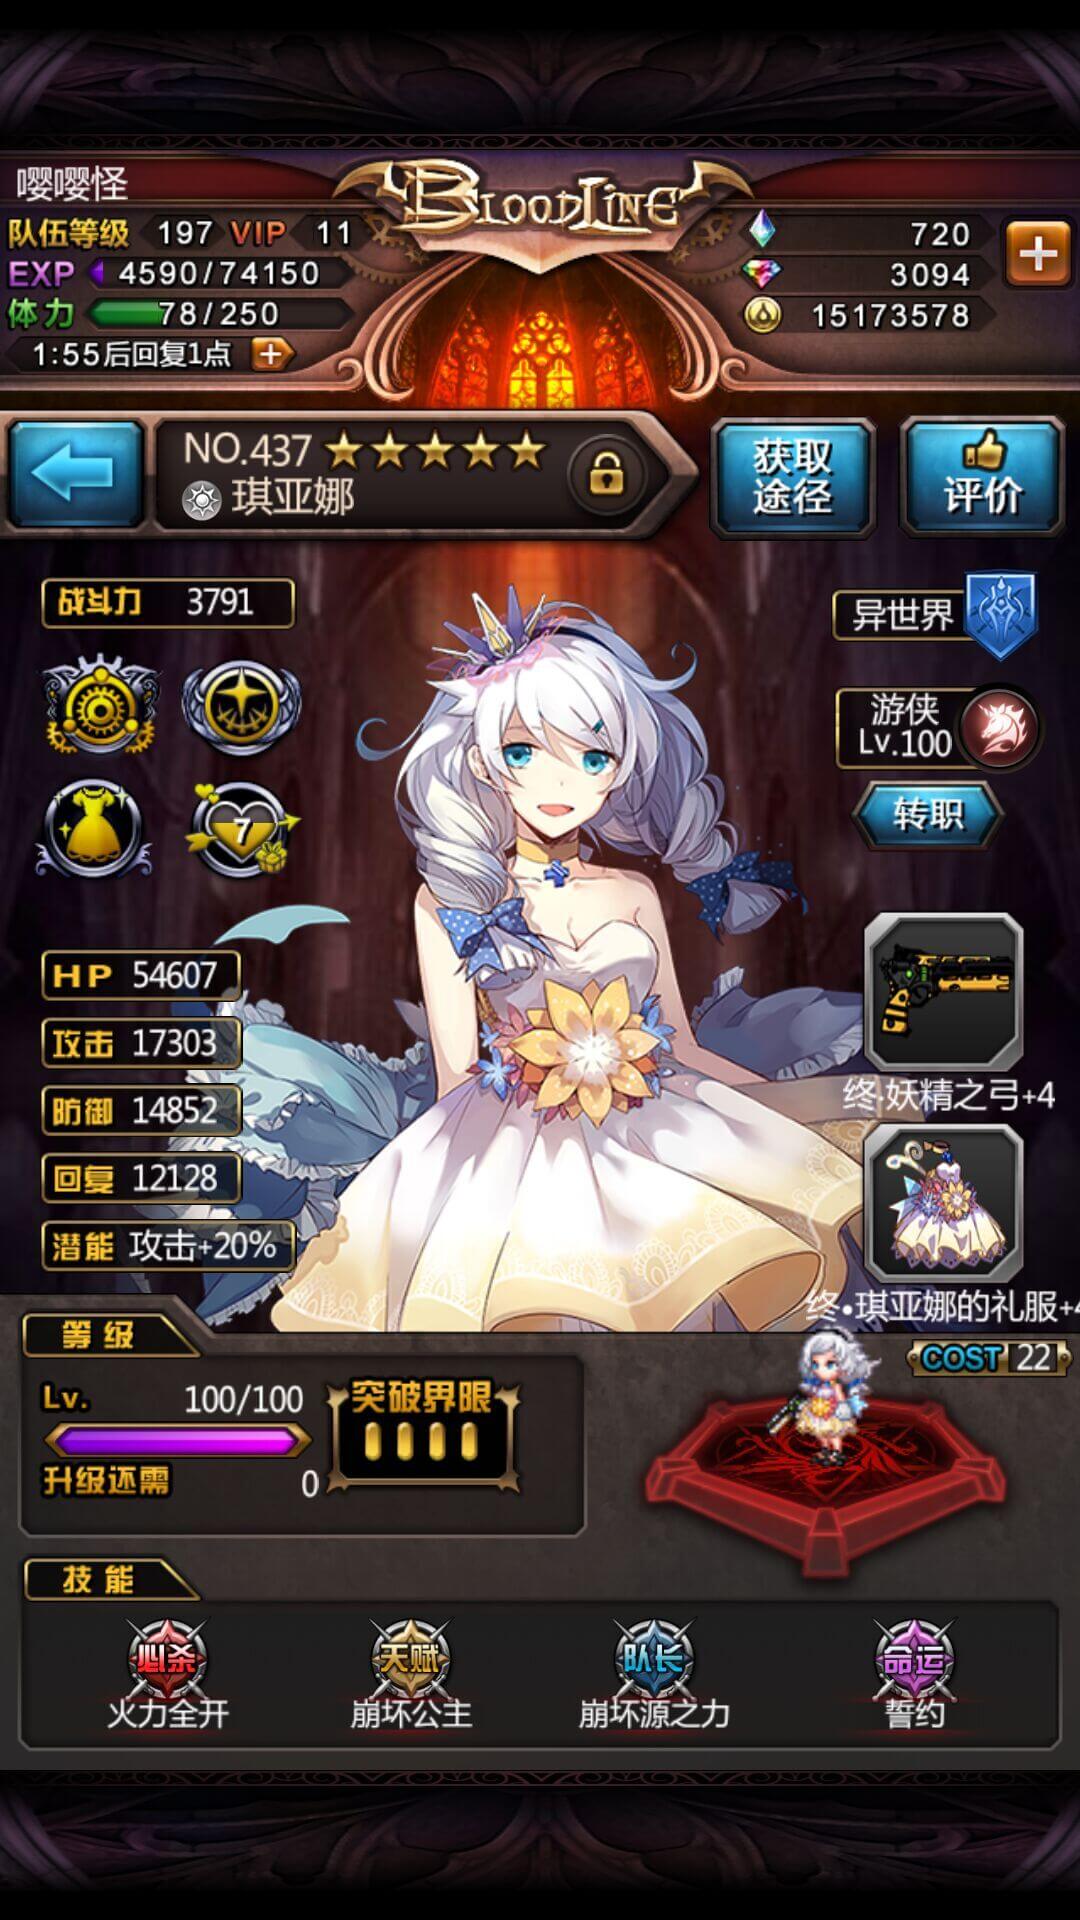 嘤嘤怪
BLOODLINE
队伍等级 197 VIP 11
720
EXP 4590/74150
3094
体力 78/250
15173578
1:55后回复1点
NO.437
琪亚娜
获取
途径
评价
战斗力 3791
异世界
游侠
Lv.100
转职
7
HP 54607
攻击 17303
防御 14852
回复 12128
潜能 攻击+20%
终·妖精之弓+4
终•琪亚娜的礼服+4
等级
COST 22
Lv. 100/100
突破界限
升级还需 0
技能
必杀
天赋
队长
命运
火力全开
崩坏公主
崩坏源之力
誓约